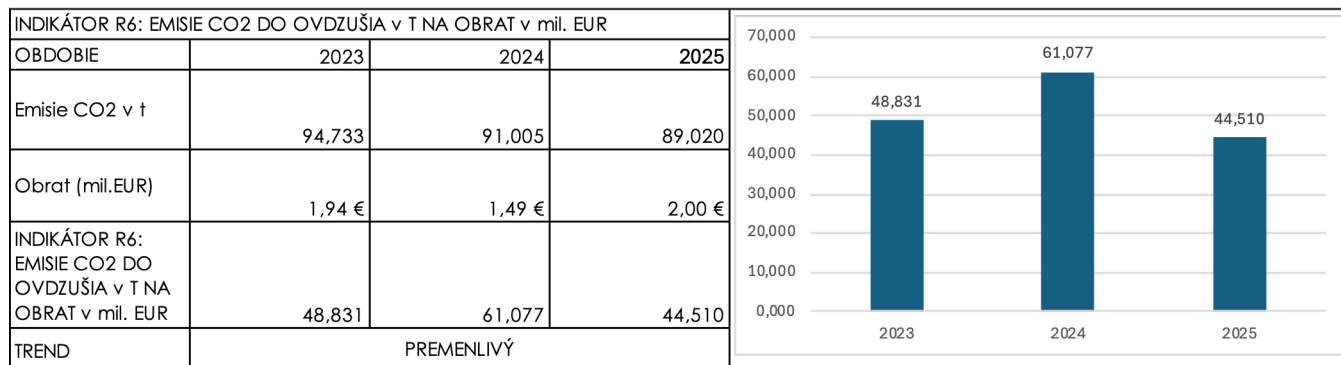 INDIKÁTOR R6: EMISIE CO2 DO OVDZUŠIA v T NA OBRAT v mil. EUR
OBDOBIE 2023 2024 2025
Emisie CO2 v t 94,733 91,005 89,020
Obrat (mil.EUR) 1,94 € 1,49 € 2,00 €
INDIKÁTOR R6:
EMISIE CO2 DO
OVDZUŠIA v T NA
OBRAT v mil. EUR 48,831 61,077 44,510
TREND PREMENLIVÝ
70,000
60,000
50,000
40,000
30,000
20,000
10,000
0,000
48,831
61,077
44,510
2023 2024 2025